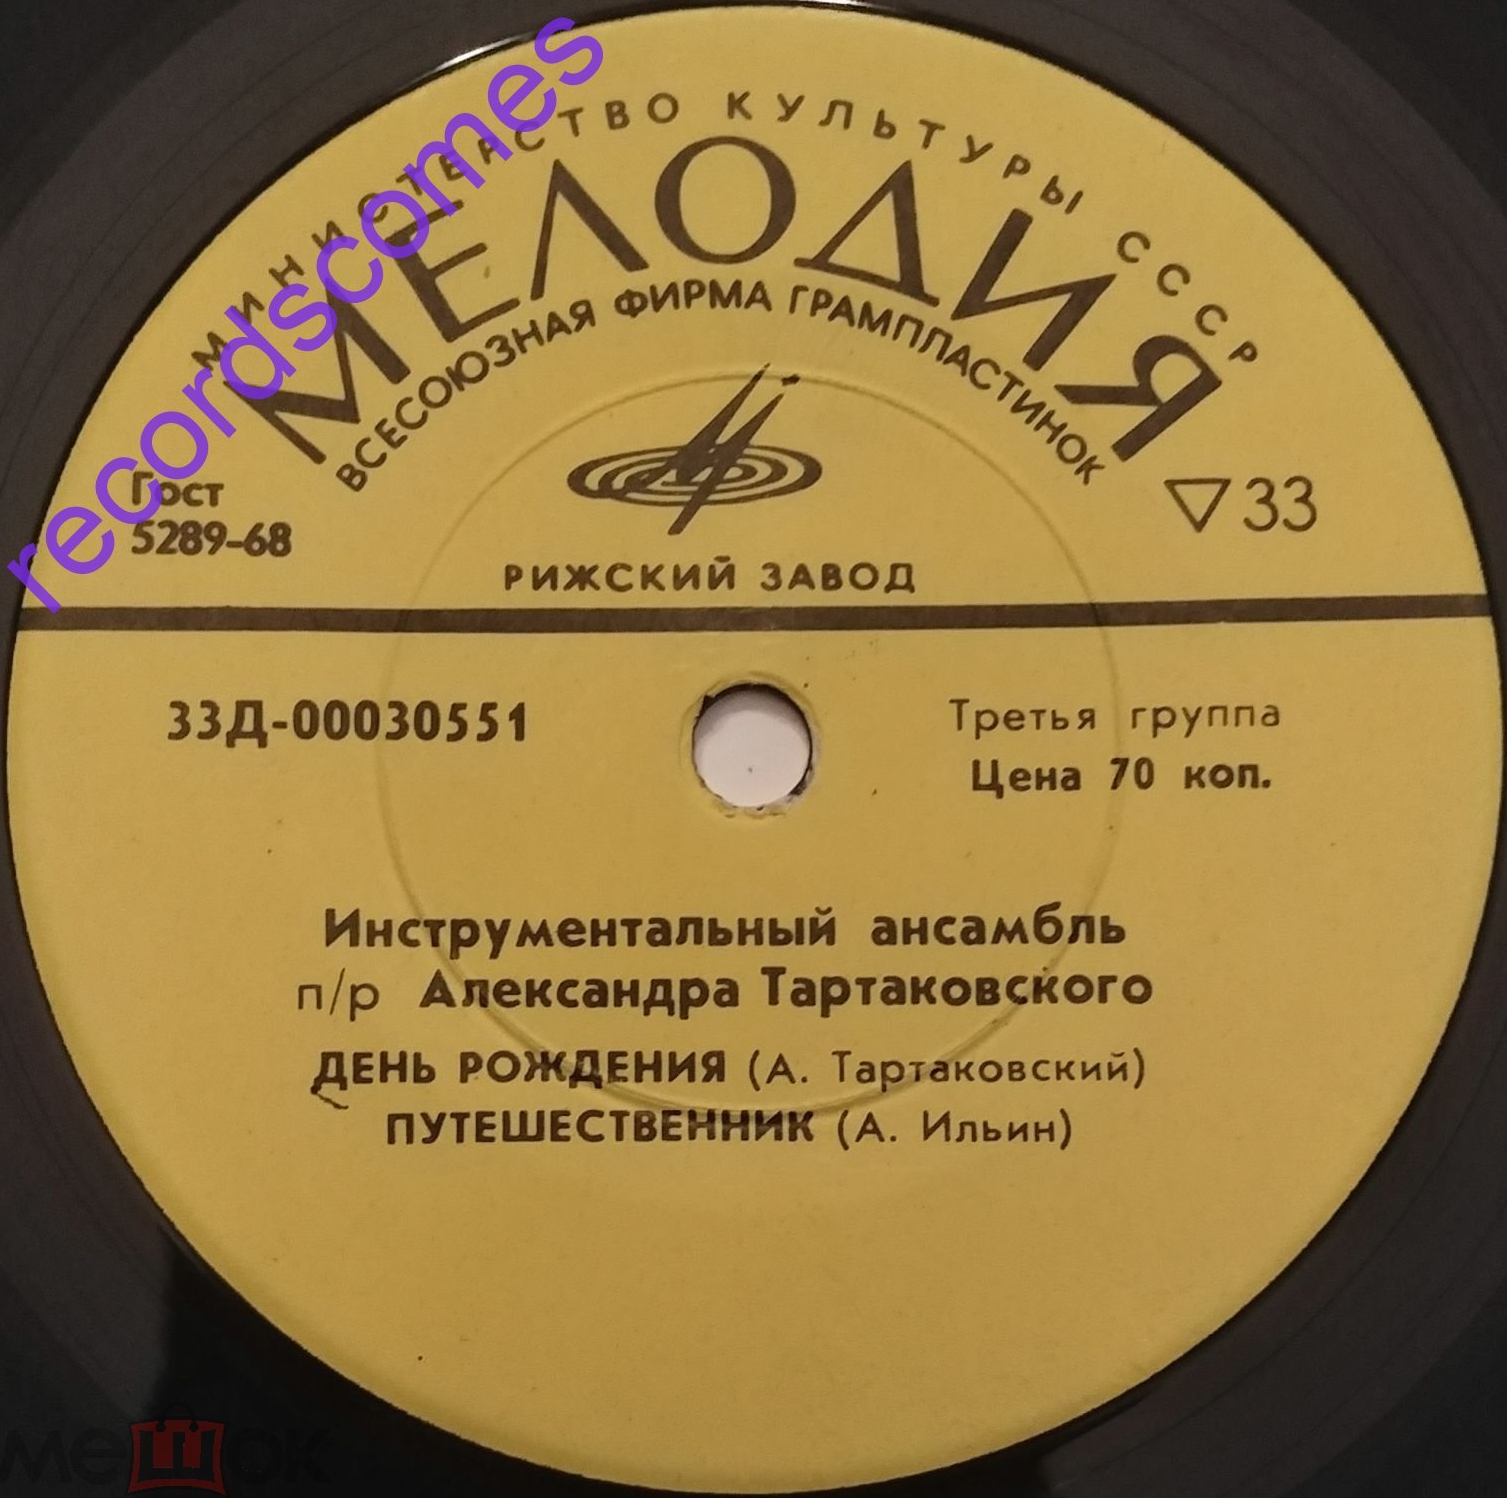 МИНИСТЕРСТВО КУЛЬТУРЫ СССР
МЕЛОДИЯ
ВСЕСОЮЗНАЯ ФИРМА ГРАМПЛАСТИНОК
recordscomes
Гост
5289-68
▽33
РИЖСКИЙ ЗАВОД
33Д-00030551
Третья группа
Цена 70 коп.
Инструментальный ансамбль
п/р Александра Тартаковского
ДЕНЬ РОЖДЕНИЯ (А. Тартаковский)
ПУТЕШЕСТВЕННИК (А. Ильин)
мешок